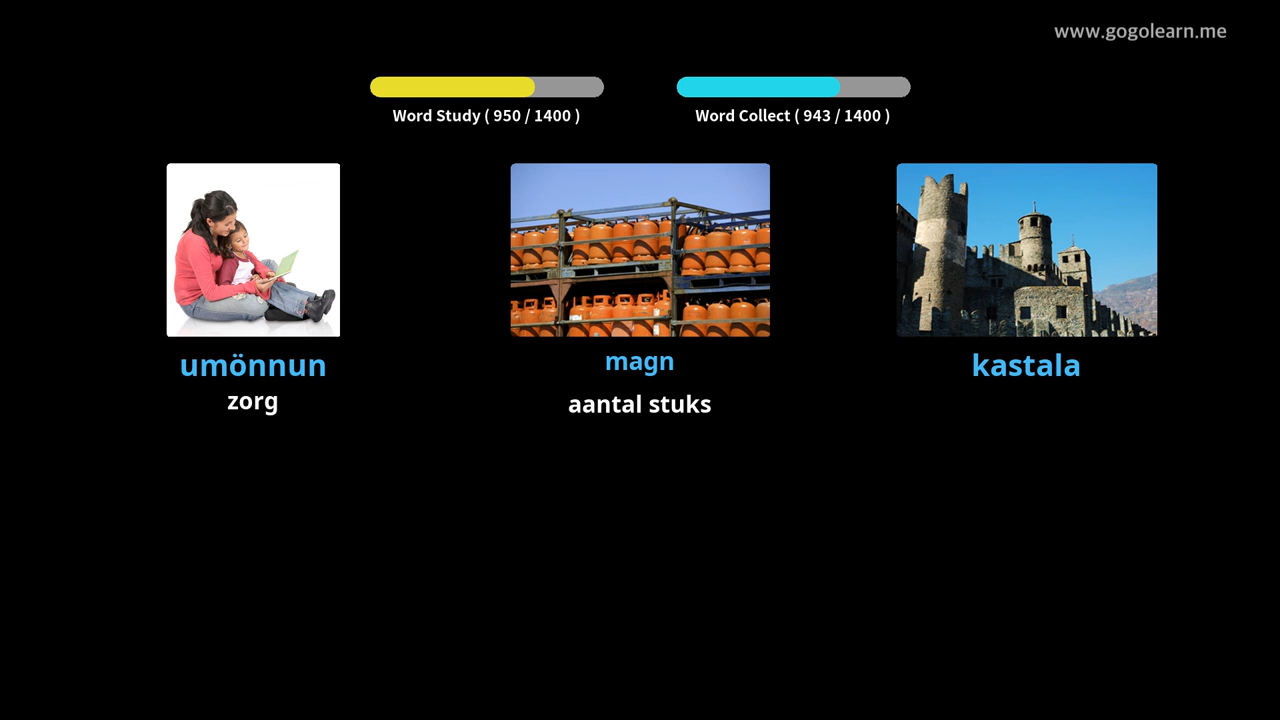 www.gogolearn.me
Word Study ( 950 / 1400 )
Word Collect ( 943 / 1400 )
umönnun
zorg
magn
aantal stuks
kastala